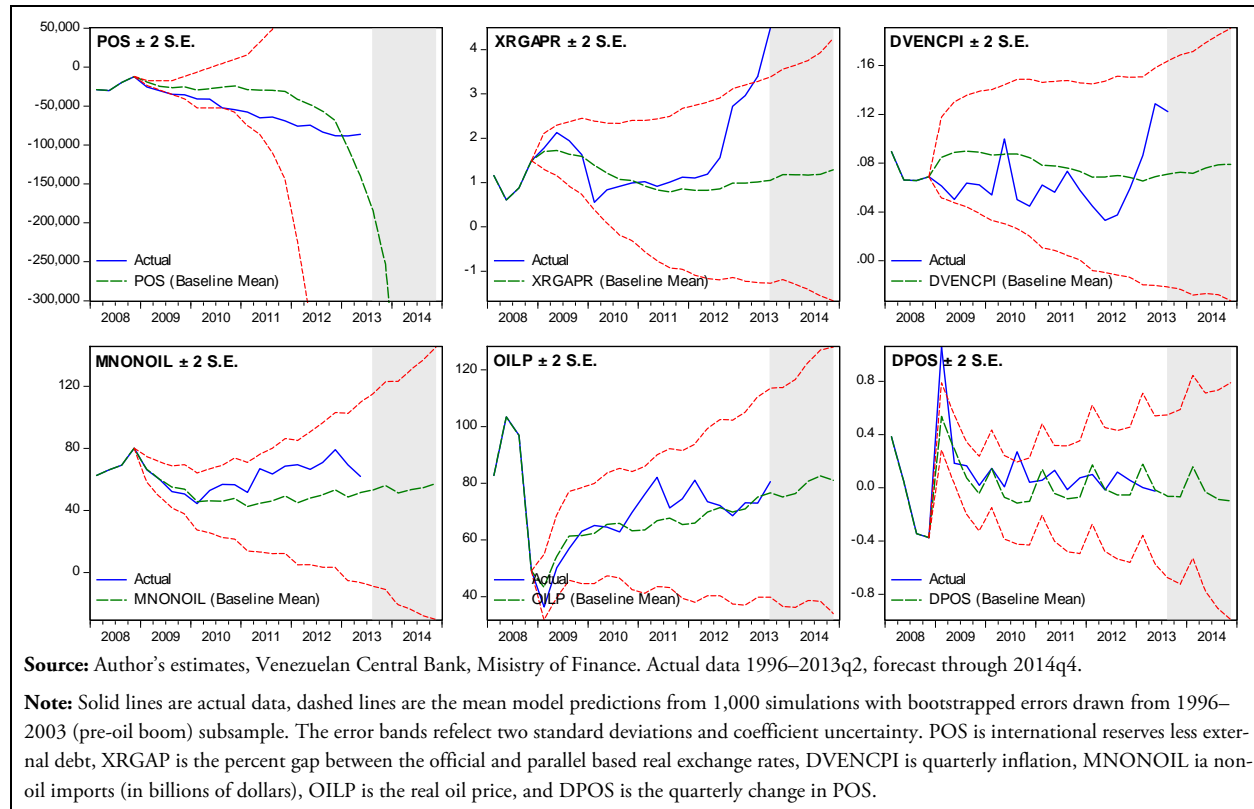 POS ± 2 S.E.
50,000
0
-50,000
-100,000
-150,000
-200,000
-250,000
-300,000
Actual
POS (Baseline Mean)
2008 2009 2010 2011 2012 2013 2014
XRGAPR ± 2 S.E.
4
3
2
1
0
-1
Actual
XRGAPR (Baseline Mean)
2008 2009 2010 2011 2012 2013 2014
DVENCPI ± 2 S.E.
.16
.12
.08
.04
.00
Actual
DVENCPI (Baseline Mean)
2008 2009 2010 2011 2012 2013 2014
MNONOIL ± 2 S.E.
120
80
40
0
Actual
MNONOIL (Baseline Mean)
2008 2009 2010 2011 2012 2013 2014
OILP ± 2 S.E.
120
100
80
60
40
Actual
OILP (Baseline Mean)
2008 2009 2010 2011 2012 2013 2014
DPOS ± 2 S.E.
0.8
0.4
0.0
-0.4
-0.8
Actual
DPOS (Baseline Mean)
2008 2009 2010 2011 2012 2013 2014
Source: Author’s estimates, Venezuelan Central Bank, Misistry of Finance. Actual data 1996–2013q2, forecast through 2014q4.
Note: Solid lines are actual data, dashed lines are the mean model predictions from 1,000 simulations with bootstrapped errors drawn from 1996–
2003 (pre-oil boom) subsample. The error bands refelect two standard deviations and coefficient uncertainty. POS is international reserves less exter-
nal debt, XRGAP is the percent gap between the official and parallel based real exchange rates, DVENCPI is quarterly inflation, MNONOIL ia non-
oil imports (in billions of dollars), OILP is the real oil price, and DPOS is the quarterly change in POS.